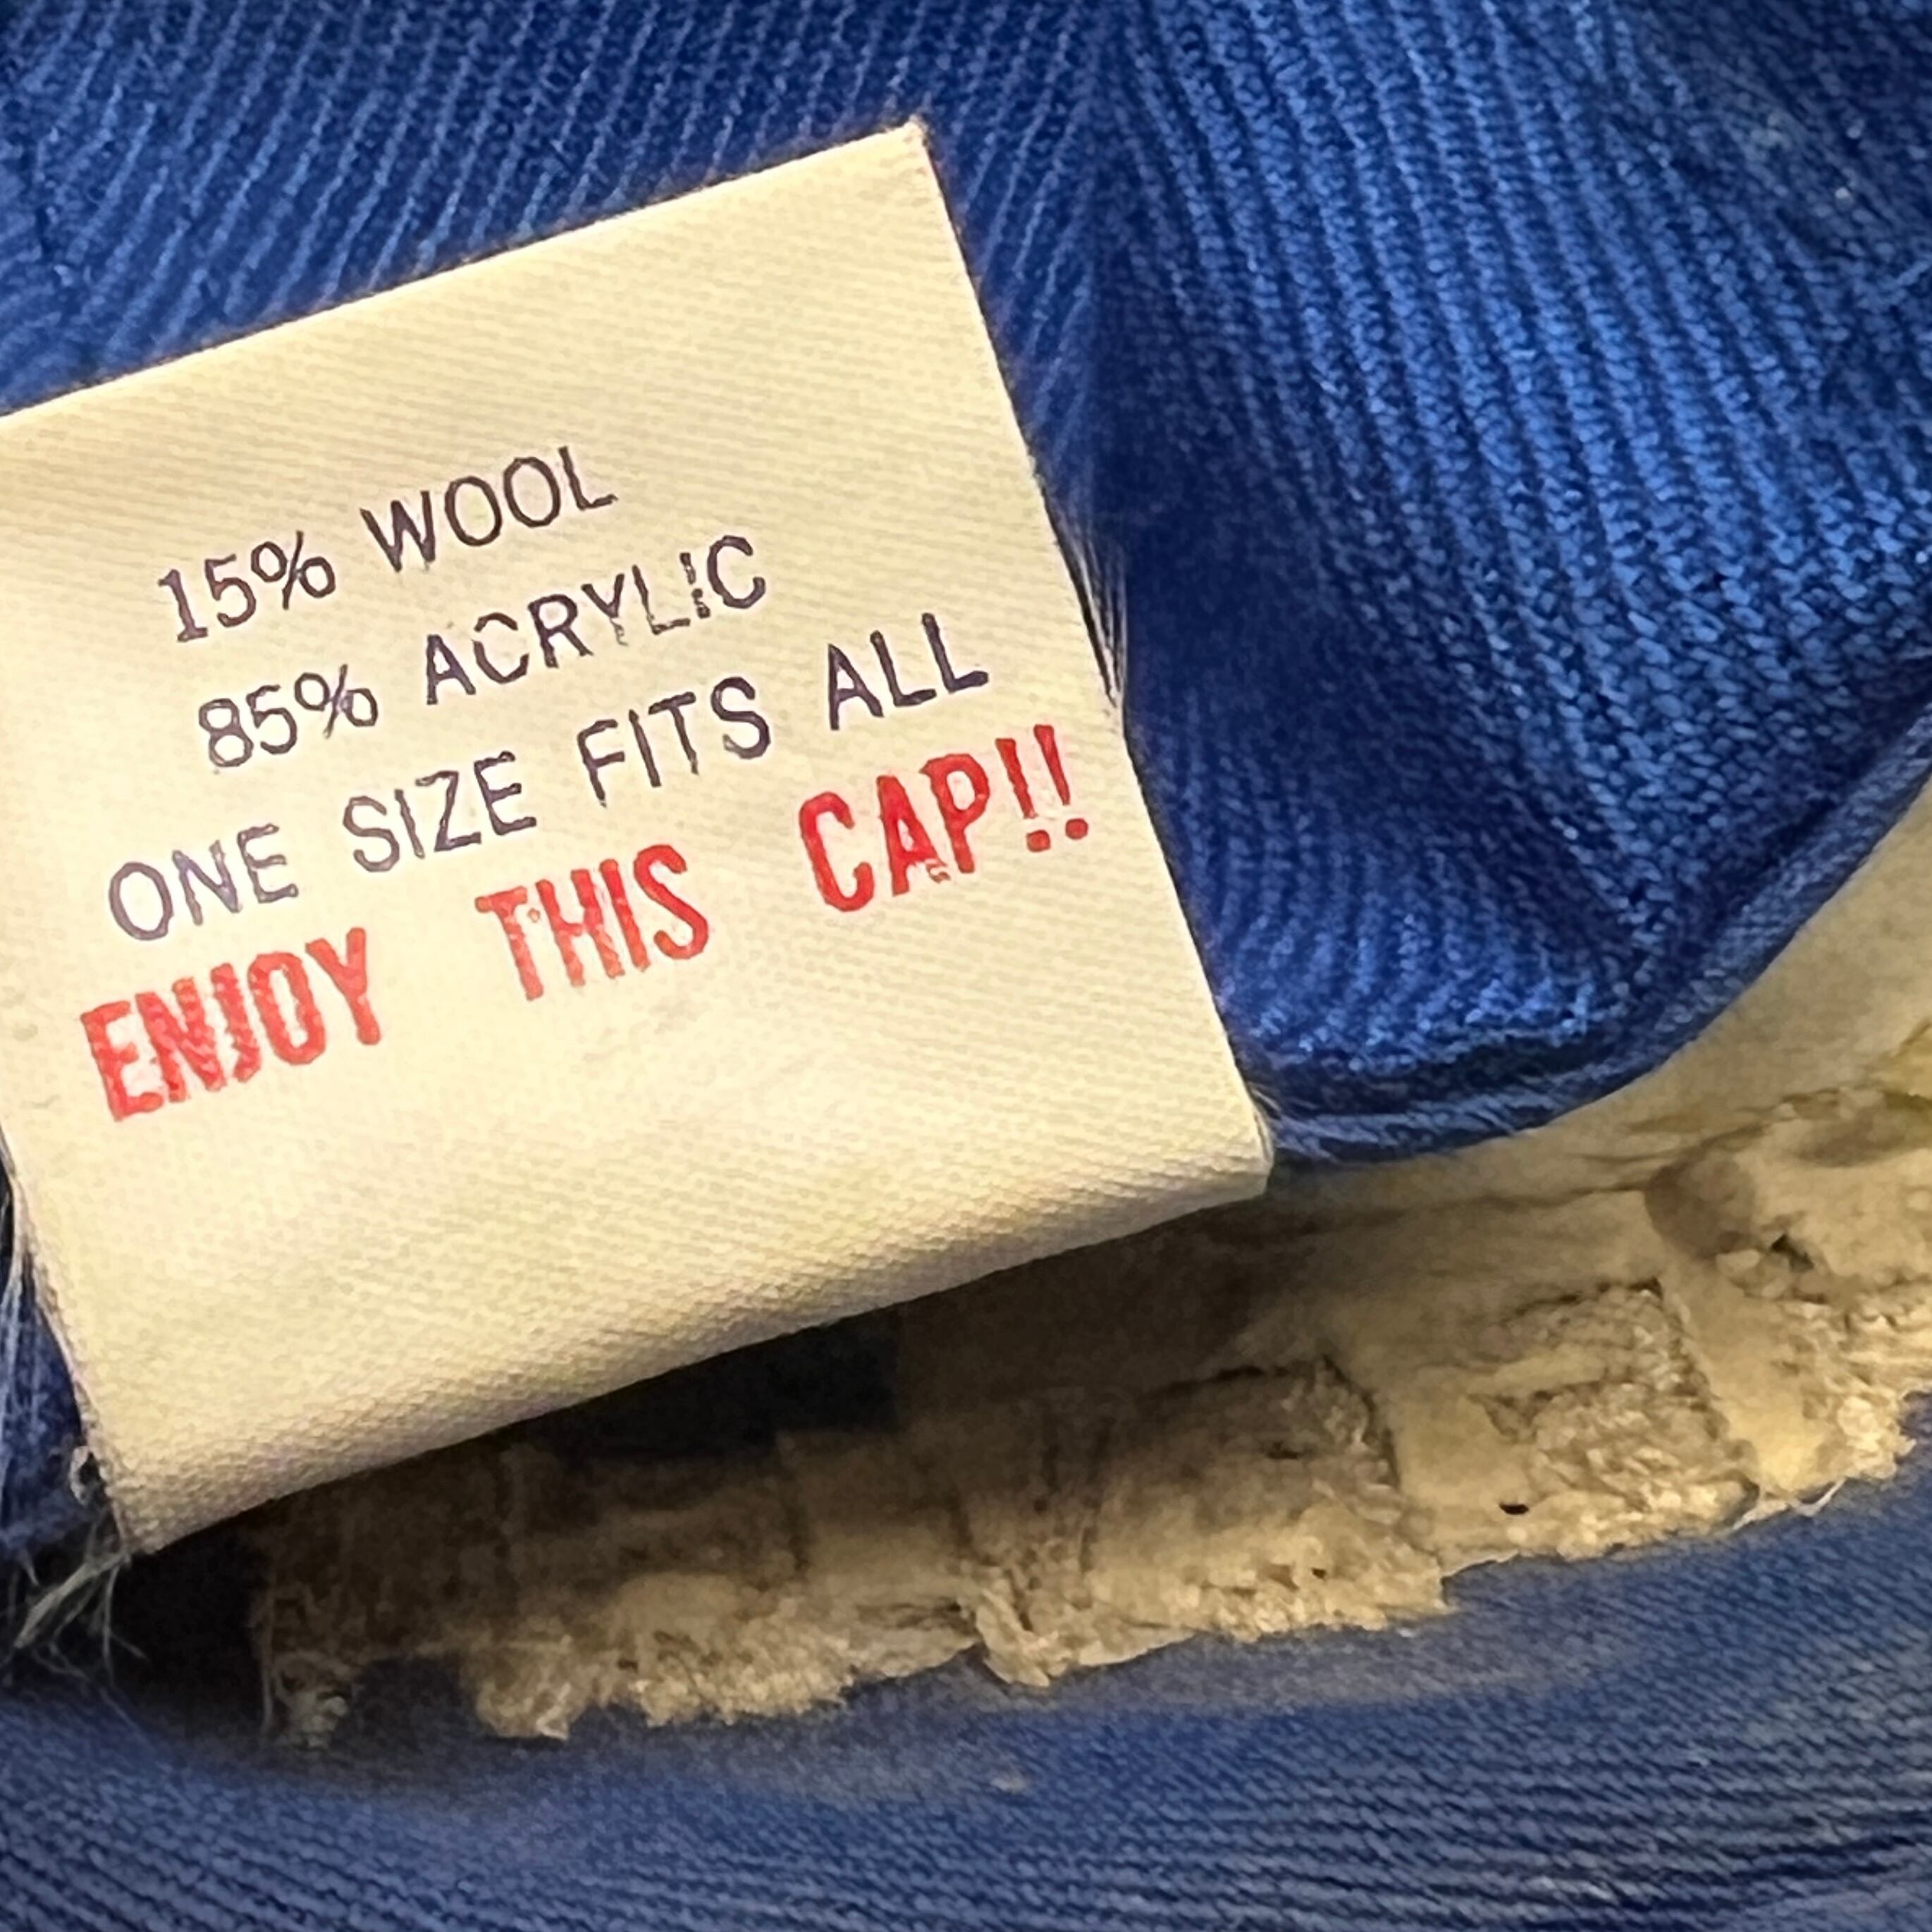 15% WOOL
85% ACRYLIC
ONE SIZE FITS ALL
ENJOY THIS CAP!!